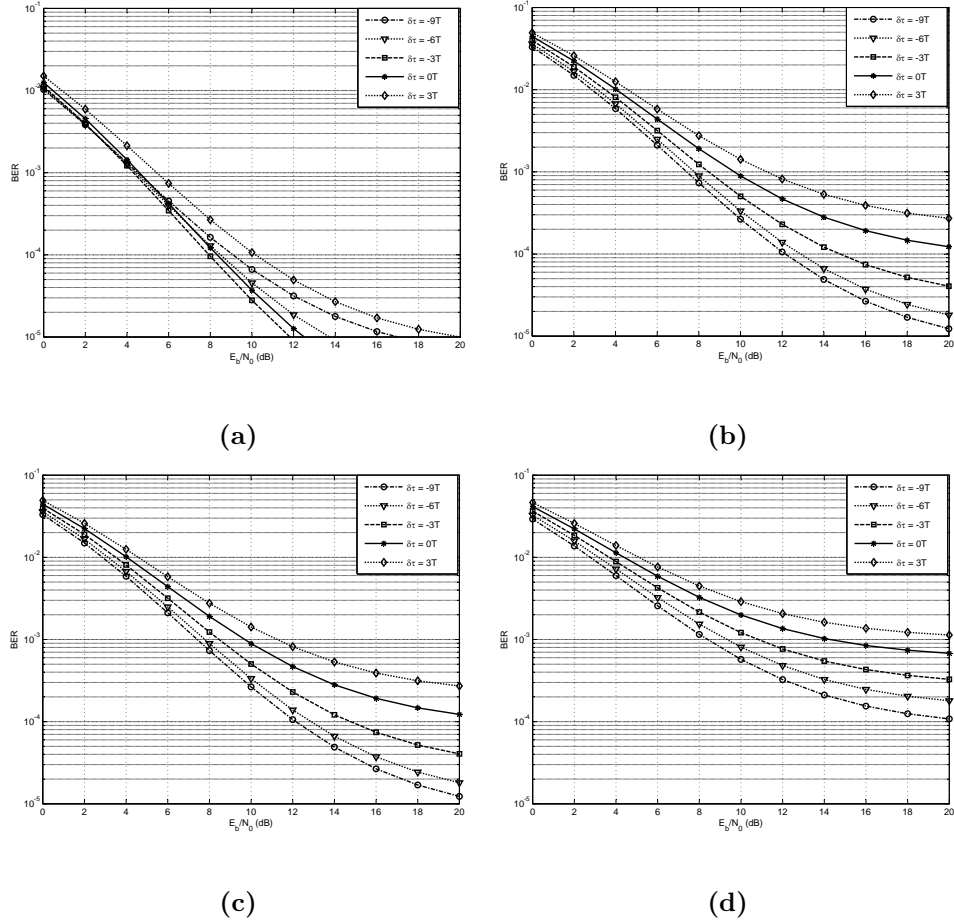 10^-1
10^-2
10^-3
10^-4
10^-5
BER
0 2 4 6 8 10 12 14 16 18 20
E_b/N_0 (dB)
δτ = -9T
δτ = -6T
δτ = -3T
δτ = 0T
δτ = 3T
(a)
10^-1
10^-2
10^-3
10^-4
10^-5
BER
0 2 4 6 8 10 12 14 16 18 20
E_b/N_0 (dB)
δτ = -9T
δτ = -6T
δτ = -3T
δτ = 0T
δτ = 3T
(b)
10^-1
10^-2
10^-3
10^-4
10^-5
BER
0 2 4 6 8 10 12 14 16 18 20
E_b/N_0 (dB)
δτ = -9T
δτ = -6T
δτ = -3T
δτ = 0T
δτ = 3T
(c)
10^-1
10^-2
10^-3
10^-4
10^-5
BER
0 2 4 6 8 10 12 14 16 18 20
E_b/N_0 (dB)
δτ = -9T
δτ = -6T
δτ = -3T
δτ = 0T
δτ = 3T
(d)